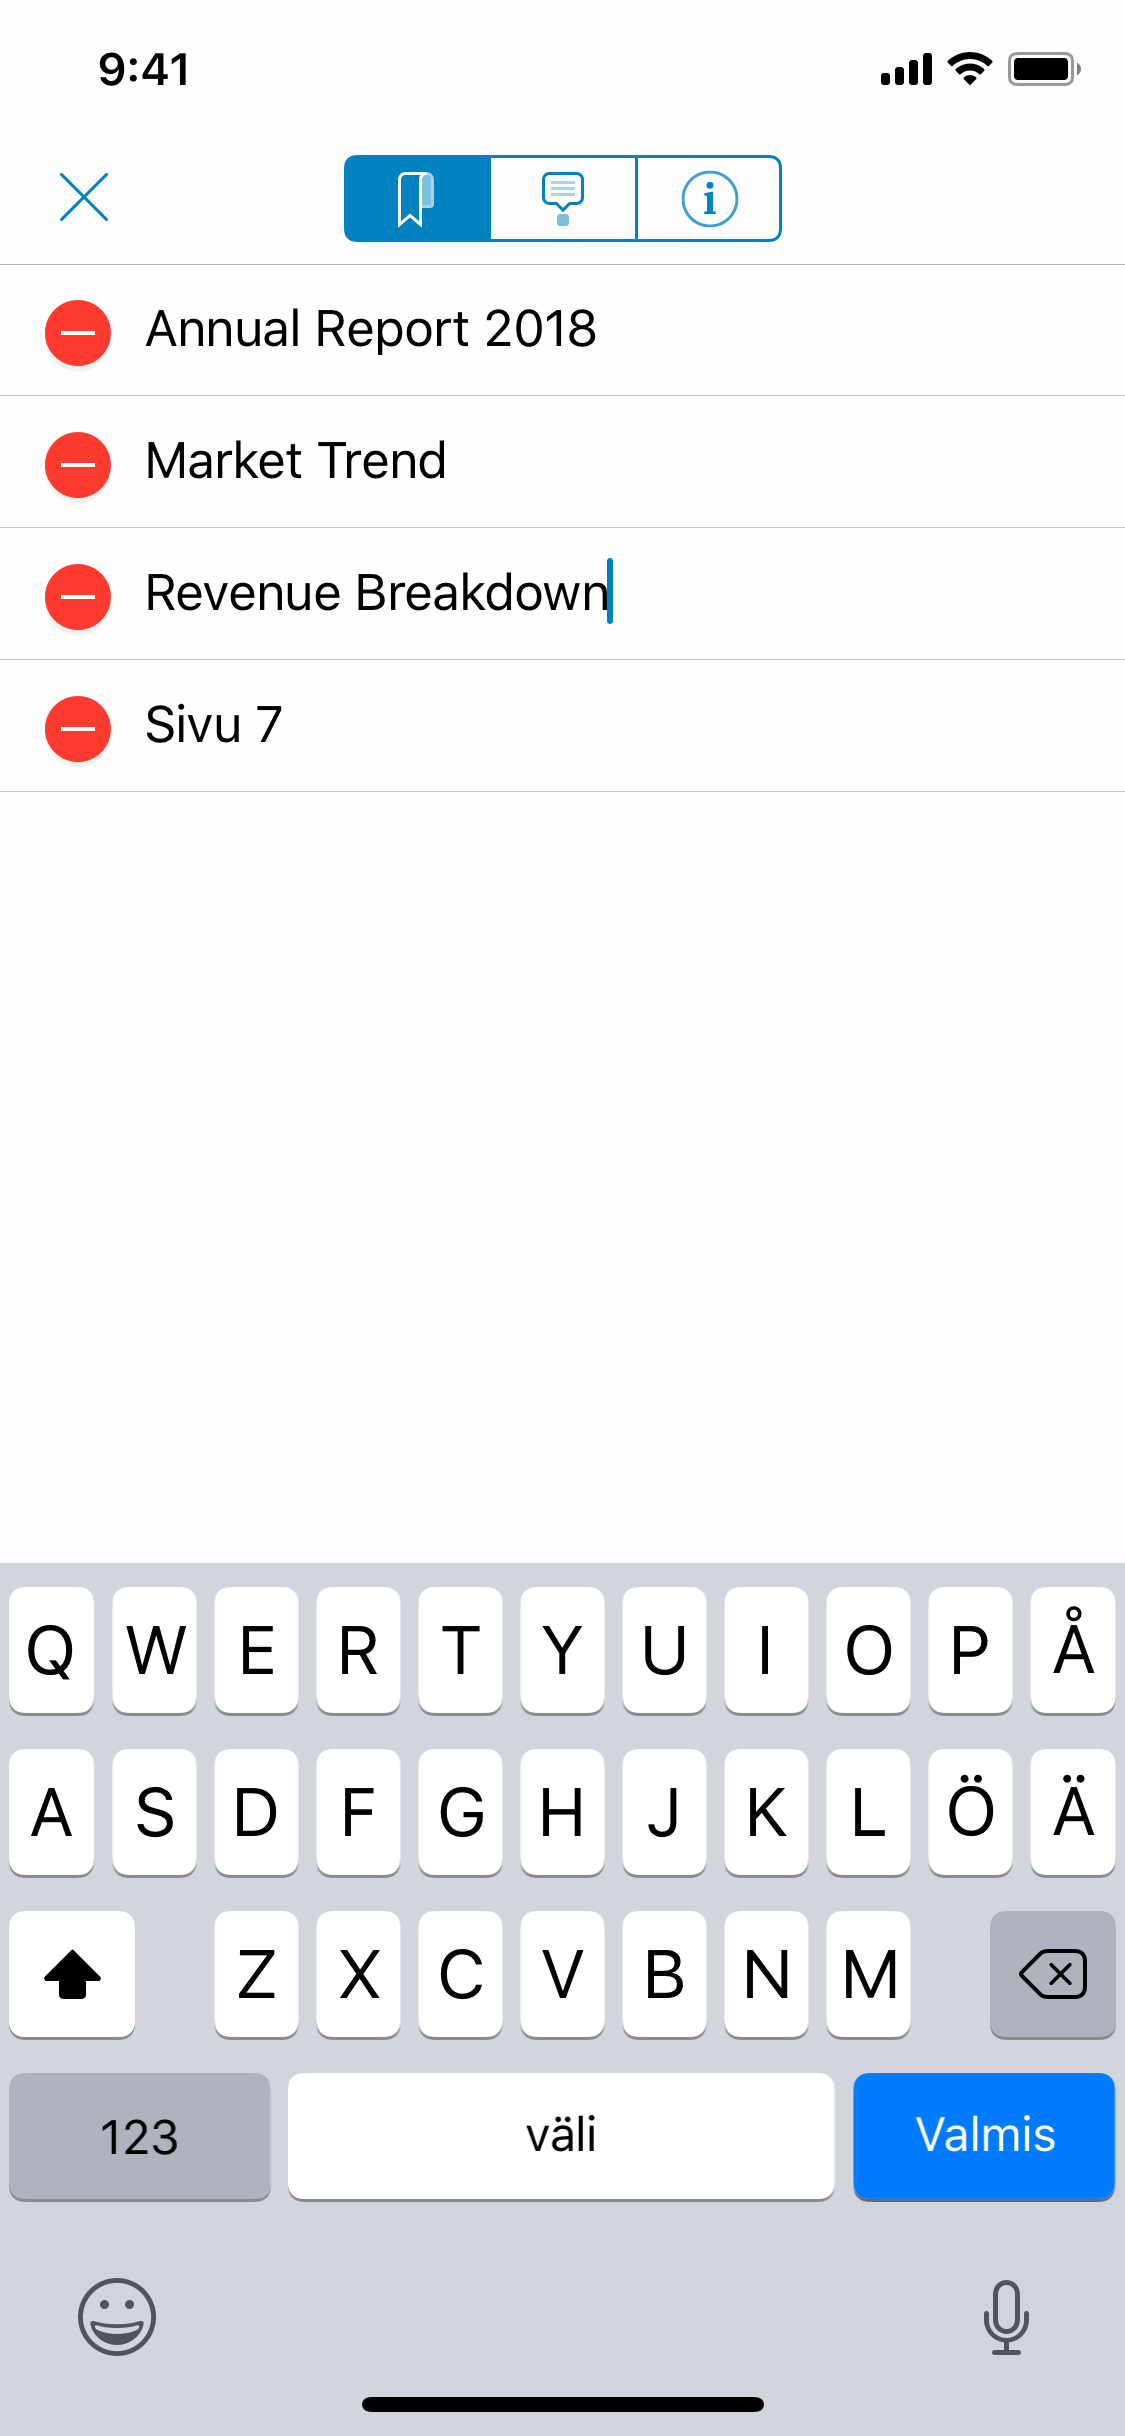 9:41
Annual Report 2018
Market Trend
Revenue Breakdown
Sivu 7
Q W E R T Y U I O P Å
A S D F G H J K L Ö Ä
Z X C V B N M
123 väli Valmis